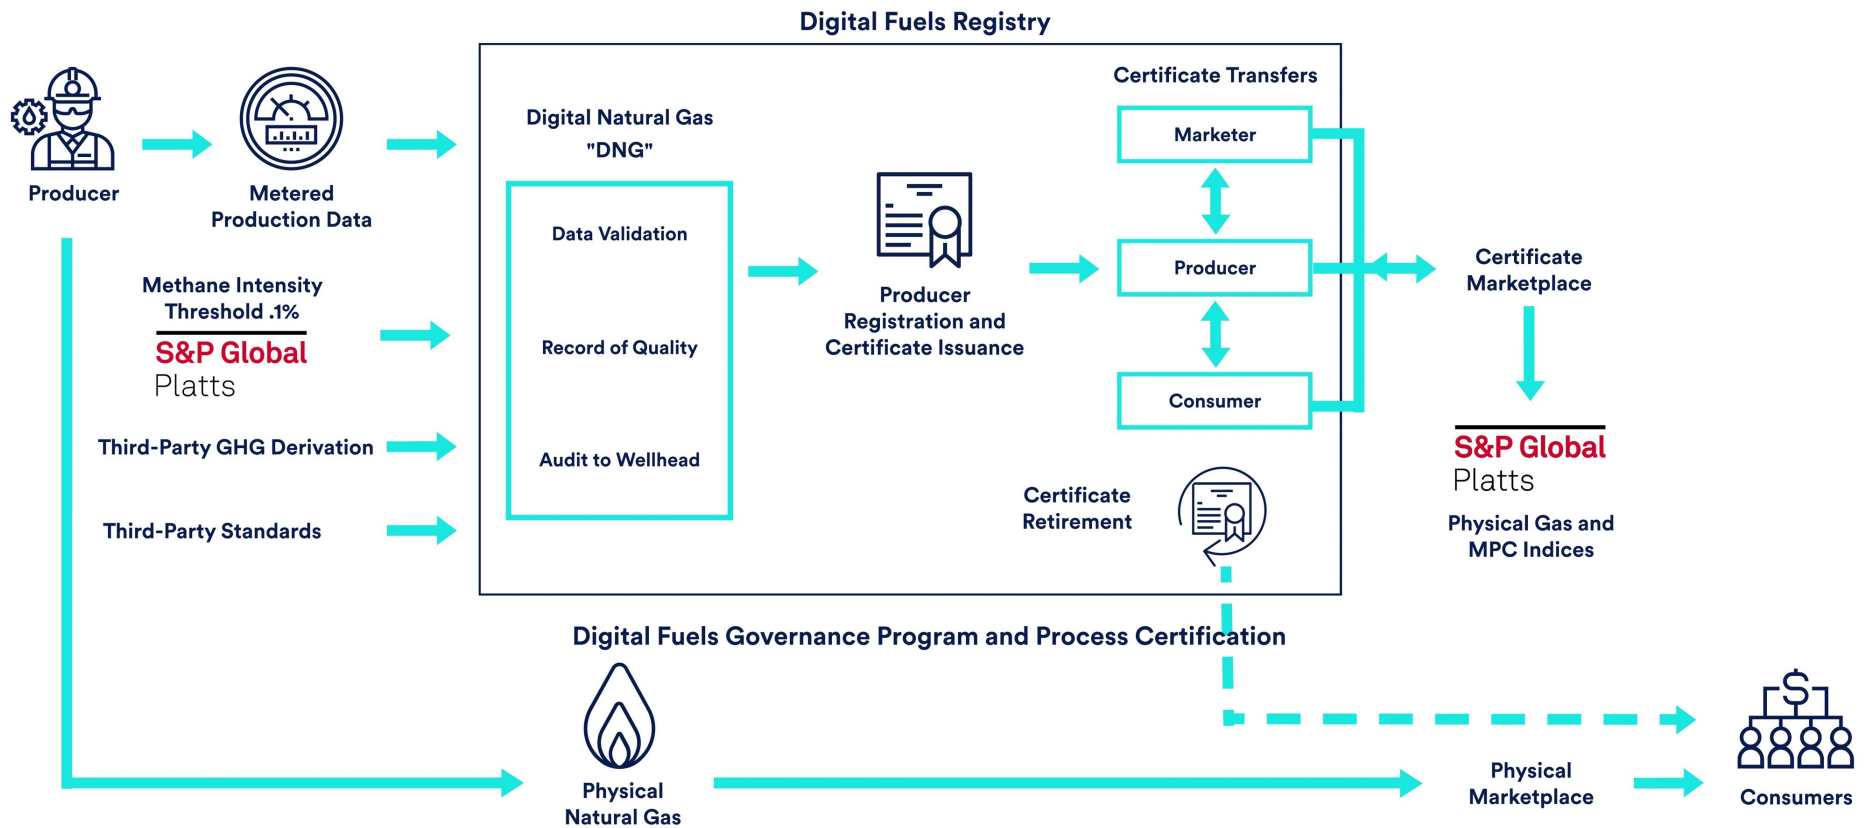 Digital Fuels Registry
Producer
Metered
Production Data
Methane Intensity
Threshold .1%
S&P Global
Platts
Third-Party GHG Derivation
Third-Party Standards
Digital Natural Gas
"DNG"
Data Validation
Record of Quality
Audit to Wellhead
Producer
Registration and
Certificate Issuance
Certificate Transfers
Marketer
Producer
Consumer
Certificate
Retirement
Certificate
Marketplace
S&P Global
Platts
Physical Gas and
MPC Indices
Digital Fuels Governance Program and Process Certification
Physical
Natural Gas
Physical
Marketplace
$
Consumers